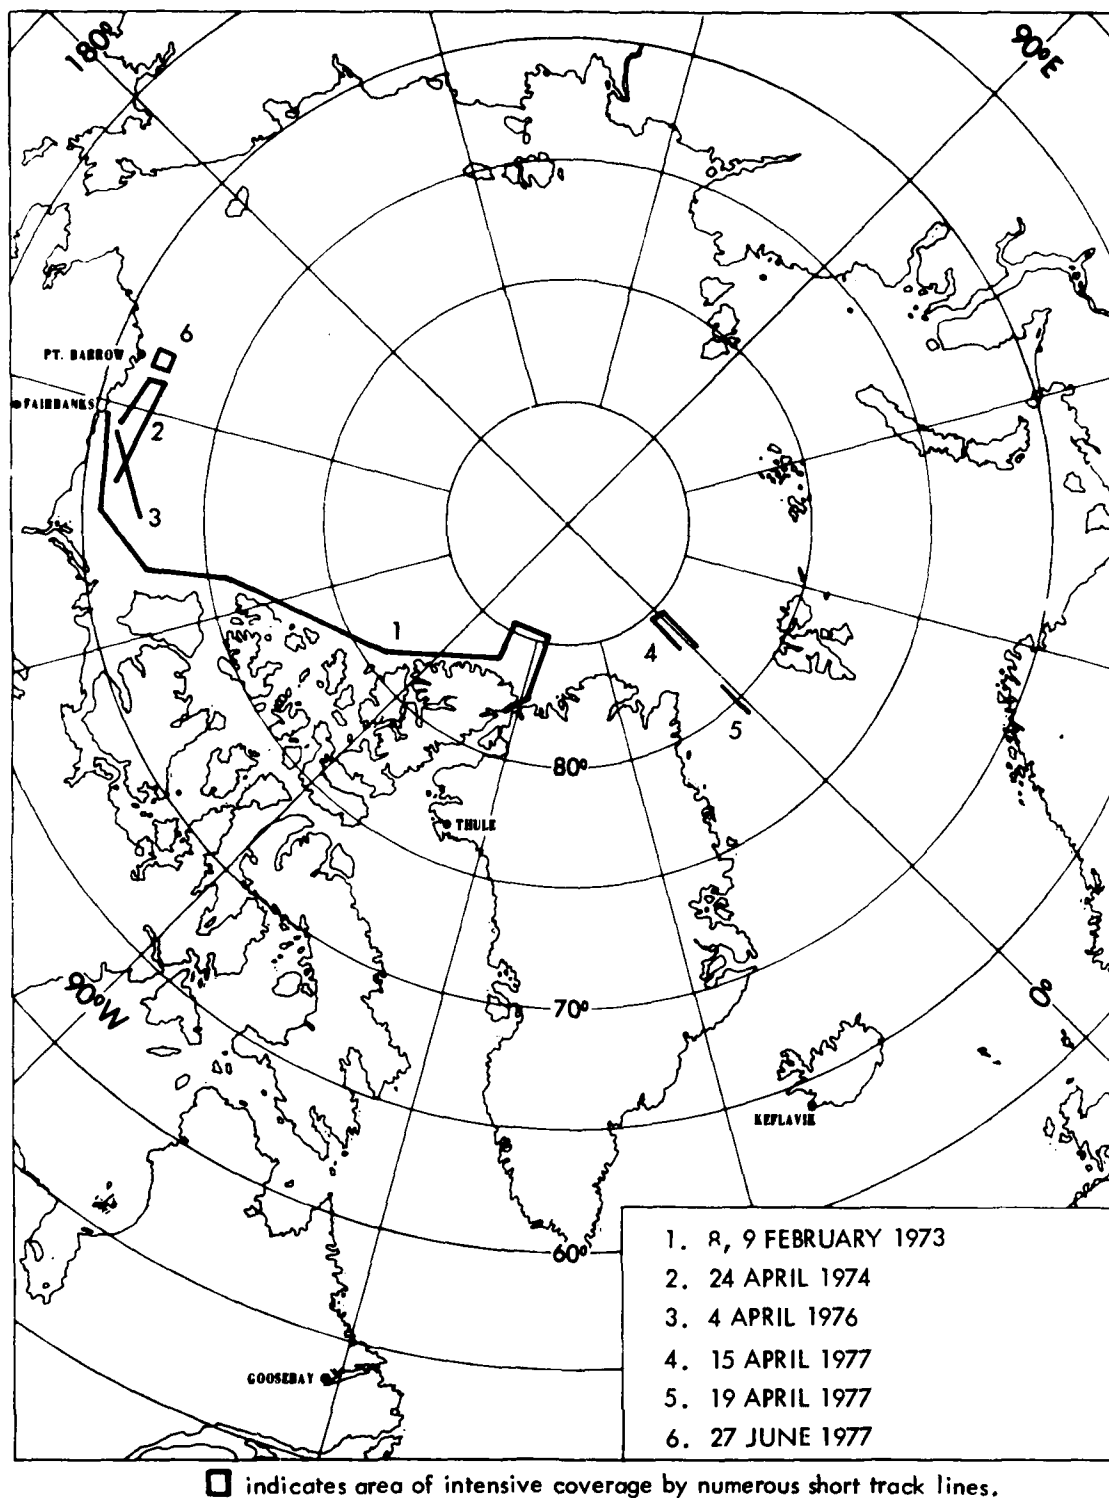 180°
90°E
6
PT. BARROW
FAIRBANKS
2
3
1
4
5
80°
THULE
90°W
70°
0°
KEFLAVIK
60°
GOOSEBAY
1. 8, 9 FEBRUARY 1973
2. 24 APRIL 1974
3. 4 APRIL 1976
4. 15 APRIL 1977
5. 19 APRIL 1977
6. 27 JUNE 1977
indicates area of intensive coverage by numerous short track lines.